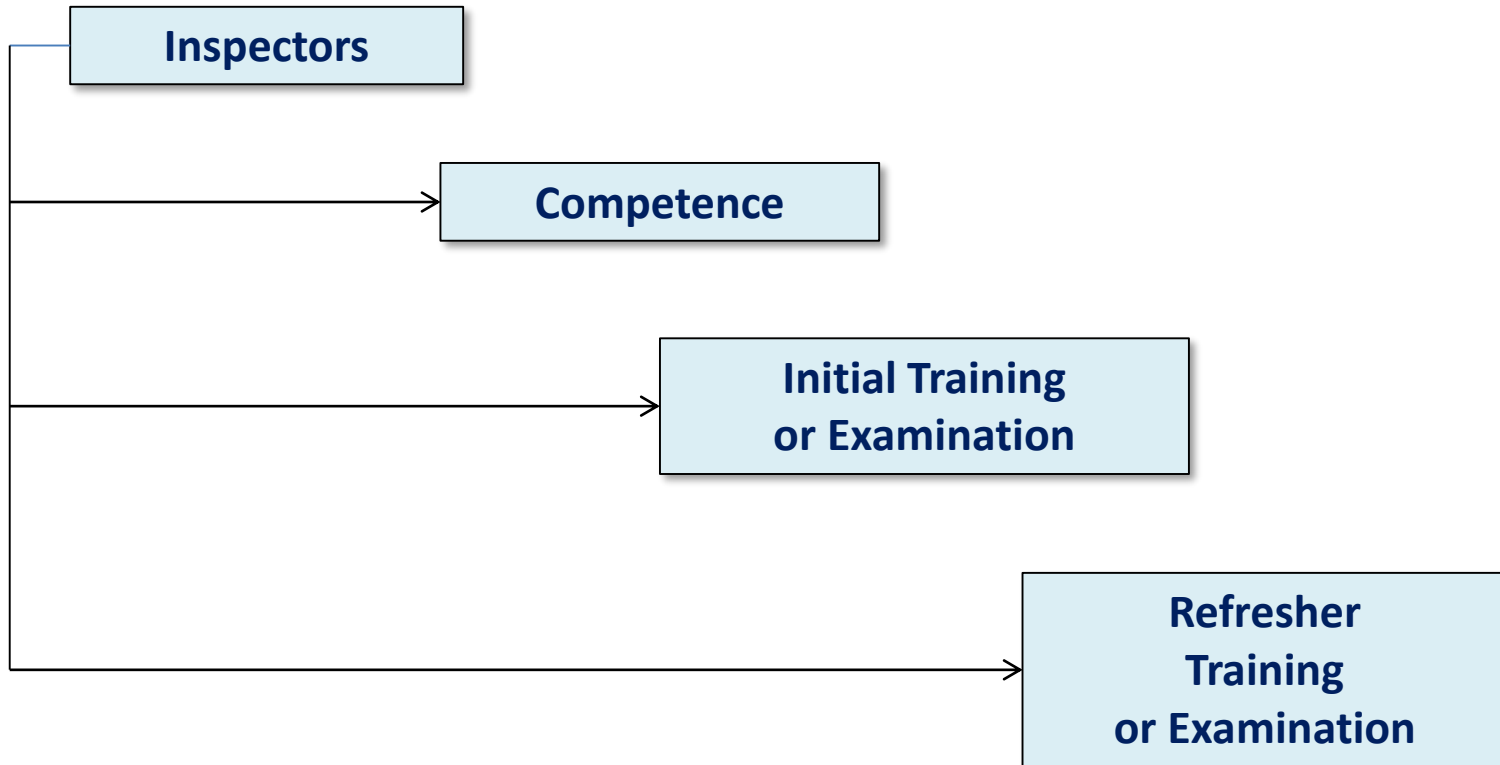 Inspectors
Competence
Initial Training
or Examination
Refresher
Training
or Examination